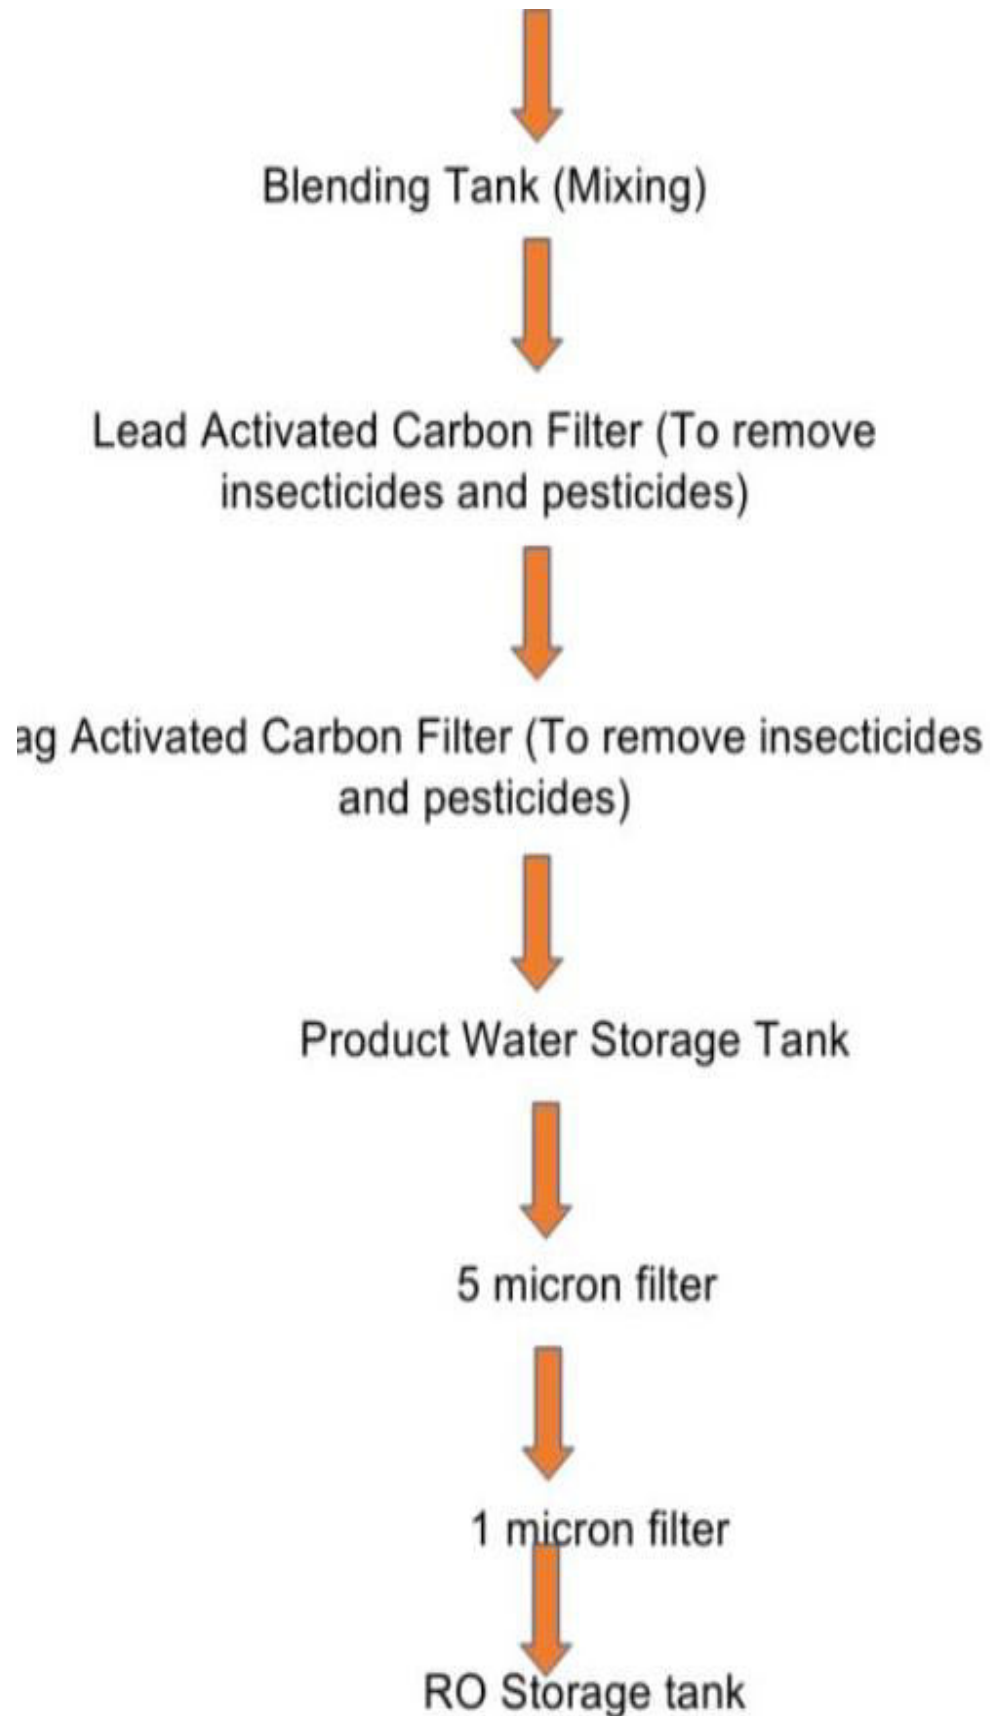 Blending Tank (Mixing)
Lead Activated Carbon Filter (To remove
insecticides and pesticides)
ag Activated Carbon Filter (To remove insecticides
and pesticides)
Product Water Storage Tank
5 micron filter
1 micron filter
RO Storage tank